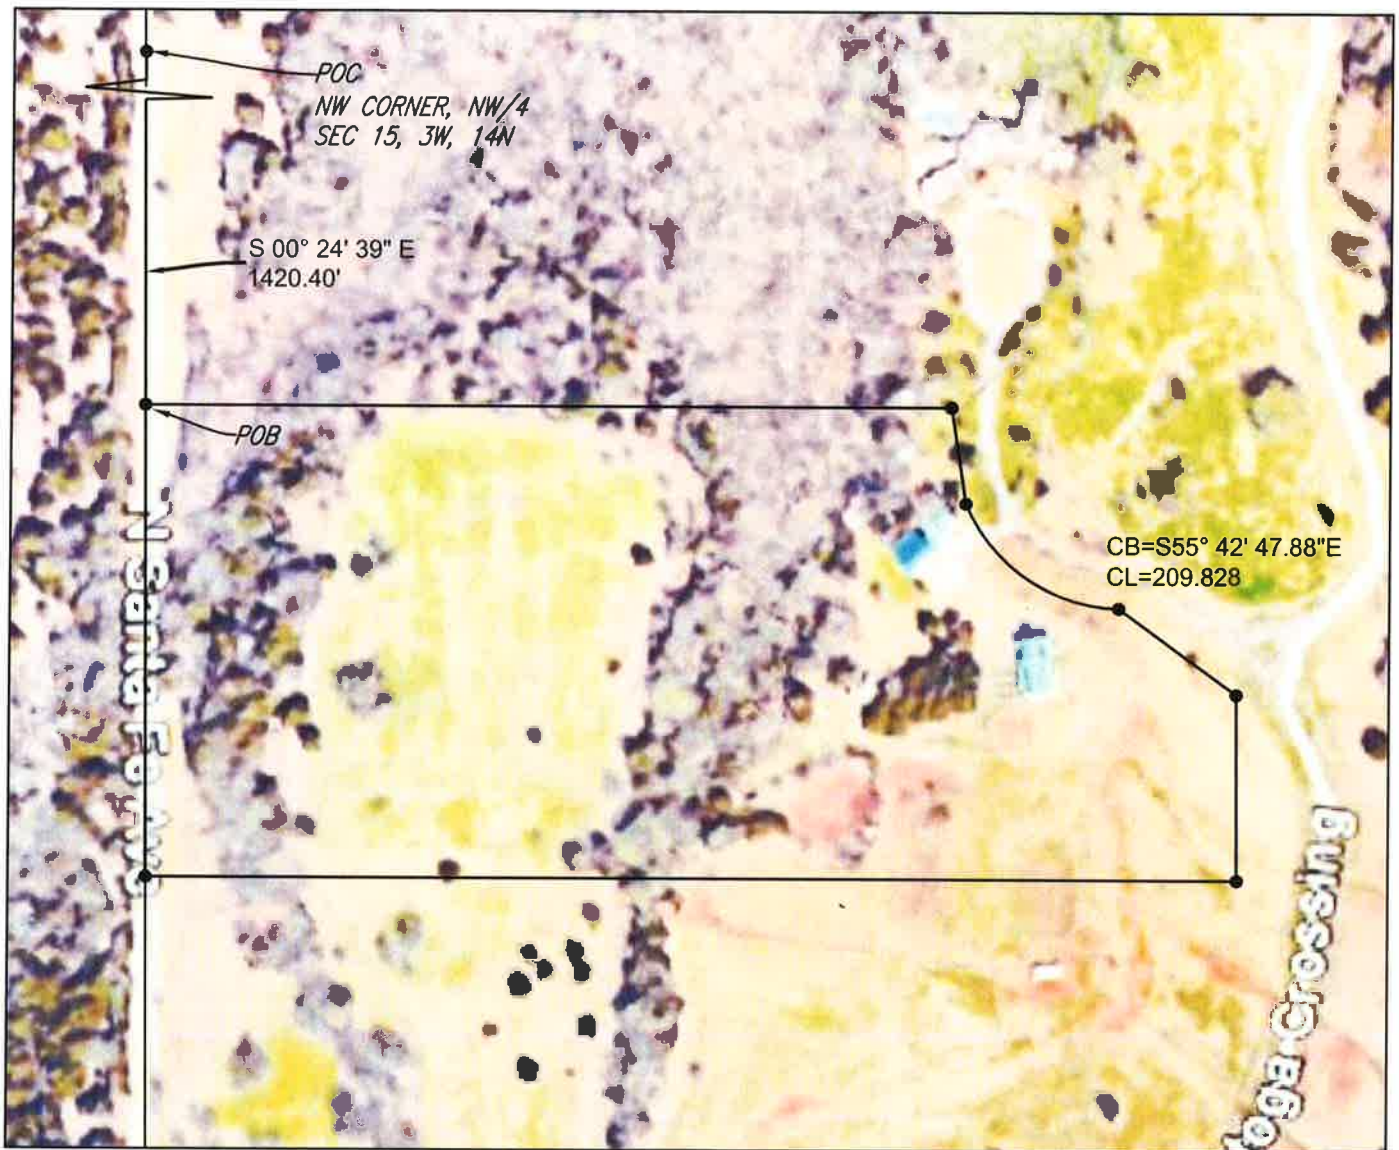 POC
NW CORNER, NW/4
SEC 15, 3W, 14N
S 00° 24' 39" E
1420.40'
POB
N Santa Fe Ave
CB=S55° 42' 47.88"E
CL=209.828
Crossing